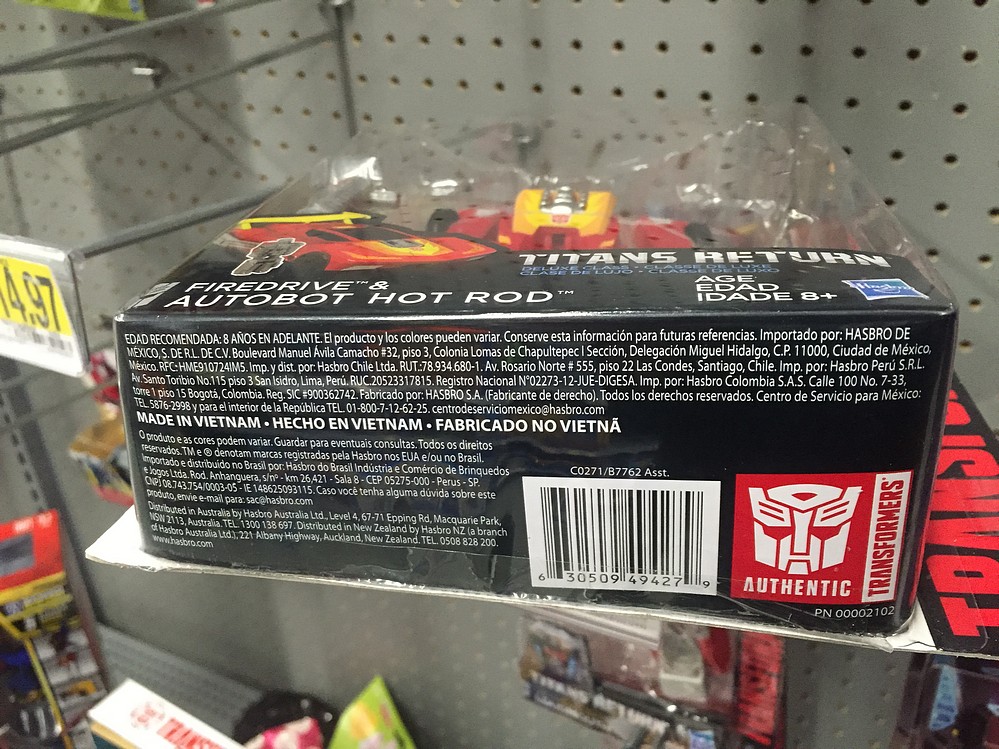 14.97
TITANS RETURN
DELUXE CLASS • CLASSE DE LUXE
CLASE DE LUJO • CLASSE DE LUXO
FIREDRIVE™ &
AUTOBOT HOT ROD™
AGE
EDAD
IDADE 8+
Hasbro
EDAD RECOMENDADA: 8 AÑOS EN ADELANTE. El producto y los colores pueden variar. Conserve esta información para futuras referencias. Importado por: HASBRO DE
MÉXICO, S. DE R.L. DE C.V. Boulevard Manuel Ávila Camacho #32, piso 3, Colonia Lomas de Chapultepec I Sección, Delegación Miguel Hidalgo, C.P. 11000, Ciudad de México,
México. RFC: HME910724IM5. Imp. y dist. por: Hasbro Chile Ltda. RUT.:78.934.680-1. Av. Rosario Norte # 555, piso 22 Las Condes, Santiago, Chile. Imp. por: Hasbro Perú S.R.L.
Av. Santo Toribio No.115 piso 3 San Isidro, Lima, Perú. RUC.20523317815. Registro Nacional N°02273-12-JUE-DIGESA. Imp. por: Hasbro Colombia S.A.S. Calle 100 No. 7-33,
torre 1 piso 15 Bogotá, Colombia. Reg. SIC #900362742. Fabricado por: HASBRO S.A. (Fabricante de derecho). Todos los derechos reservados. Centro de Servicio para México:
TEL. 5876-2998 y para el interior de la República TEL. 01-800-7-12-62-25. centrodeserviciomexico@hasbro.com
MADE IN VIETNAM • HECHO EN VIETNAM • FABRICADO NO VIETNÃ
O produto e as cores podem variar. Guardar para eventuais consultas. Todos os direitos
reservados. TM e ® denotam marcas registradas pela Hasbro nos EUA e/ou no Brasil.
Importado e distribuído no Brasil por: Hasbro do Brasil Indústria e Comércio de Brinquedos
e Jogos Ltda. Rod. Anhanguera, s/nº - km 26,421 - Sala 8 - CEP 05275-000 - Perus - SP.
CNPJ 08.743.754/0003-05 - IE 148625093115. Caso você tenha alguma dúvida sobre este
produto, envie e-mail para: sac@hasbro.com
Distributed in Australia by Hasbro Australia Ltd., Level 4, 67-71 Epping Rd, Macquarie Park,
NSW 2113, Australia. TEL. 1300 138 697. Distributed in New Zealand by Hasbro NZ (a branch
of Hasbro Australia Ltd.), 221 Albany Highway, Auckland, New Zealand. TEL. 0508 828 200.
www.hasbro.com
C0271/B7762 Asst.
6 30509 49427 9
AUTHENTIC
TRANSFORMERS
PN 00002102
TITANS RETURN